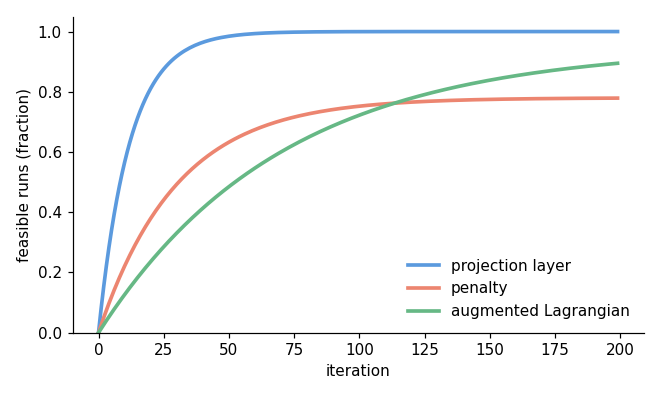 feasible runs (fraction)
1.0
0.8
0.6
0.4
0.2
0.0
projection layer
penalty
augmented Lagrangian
0 25 50 75 100 125 150 175 200
iteration